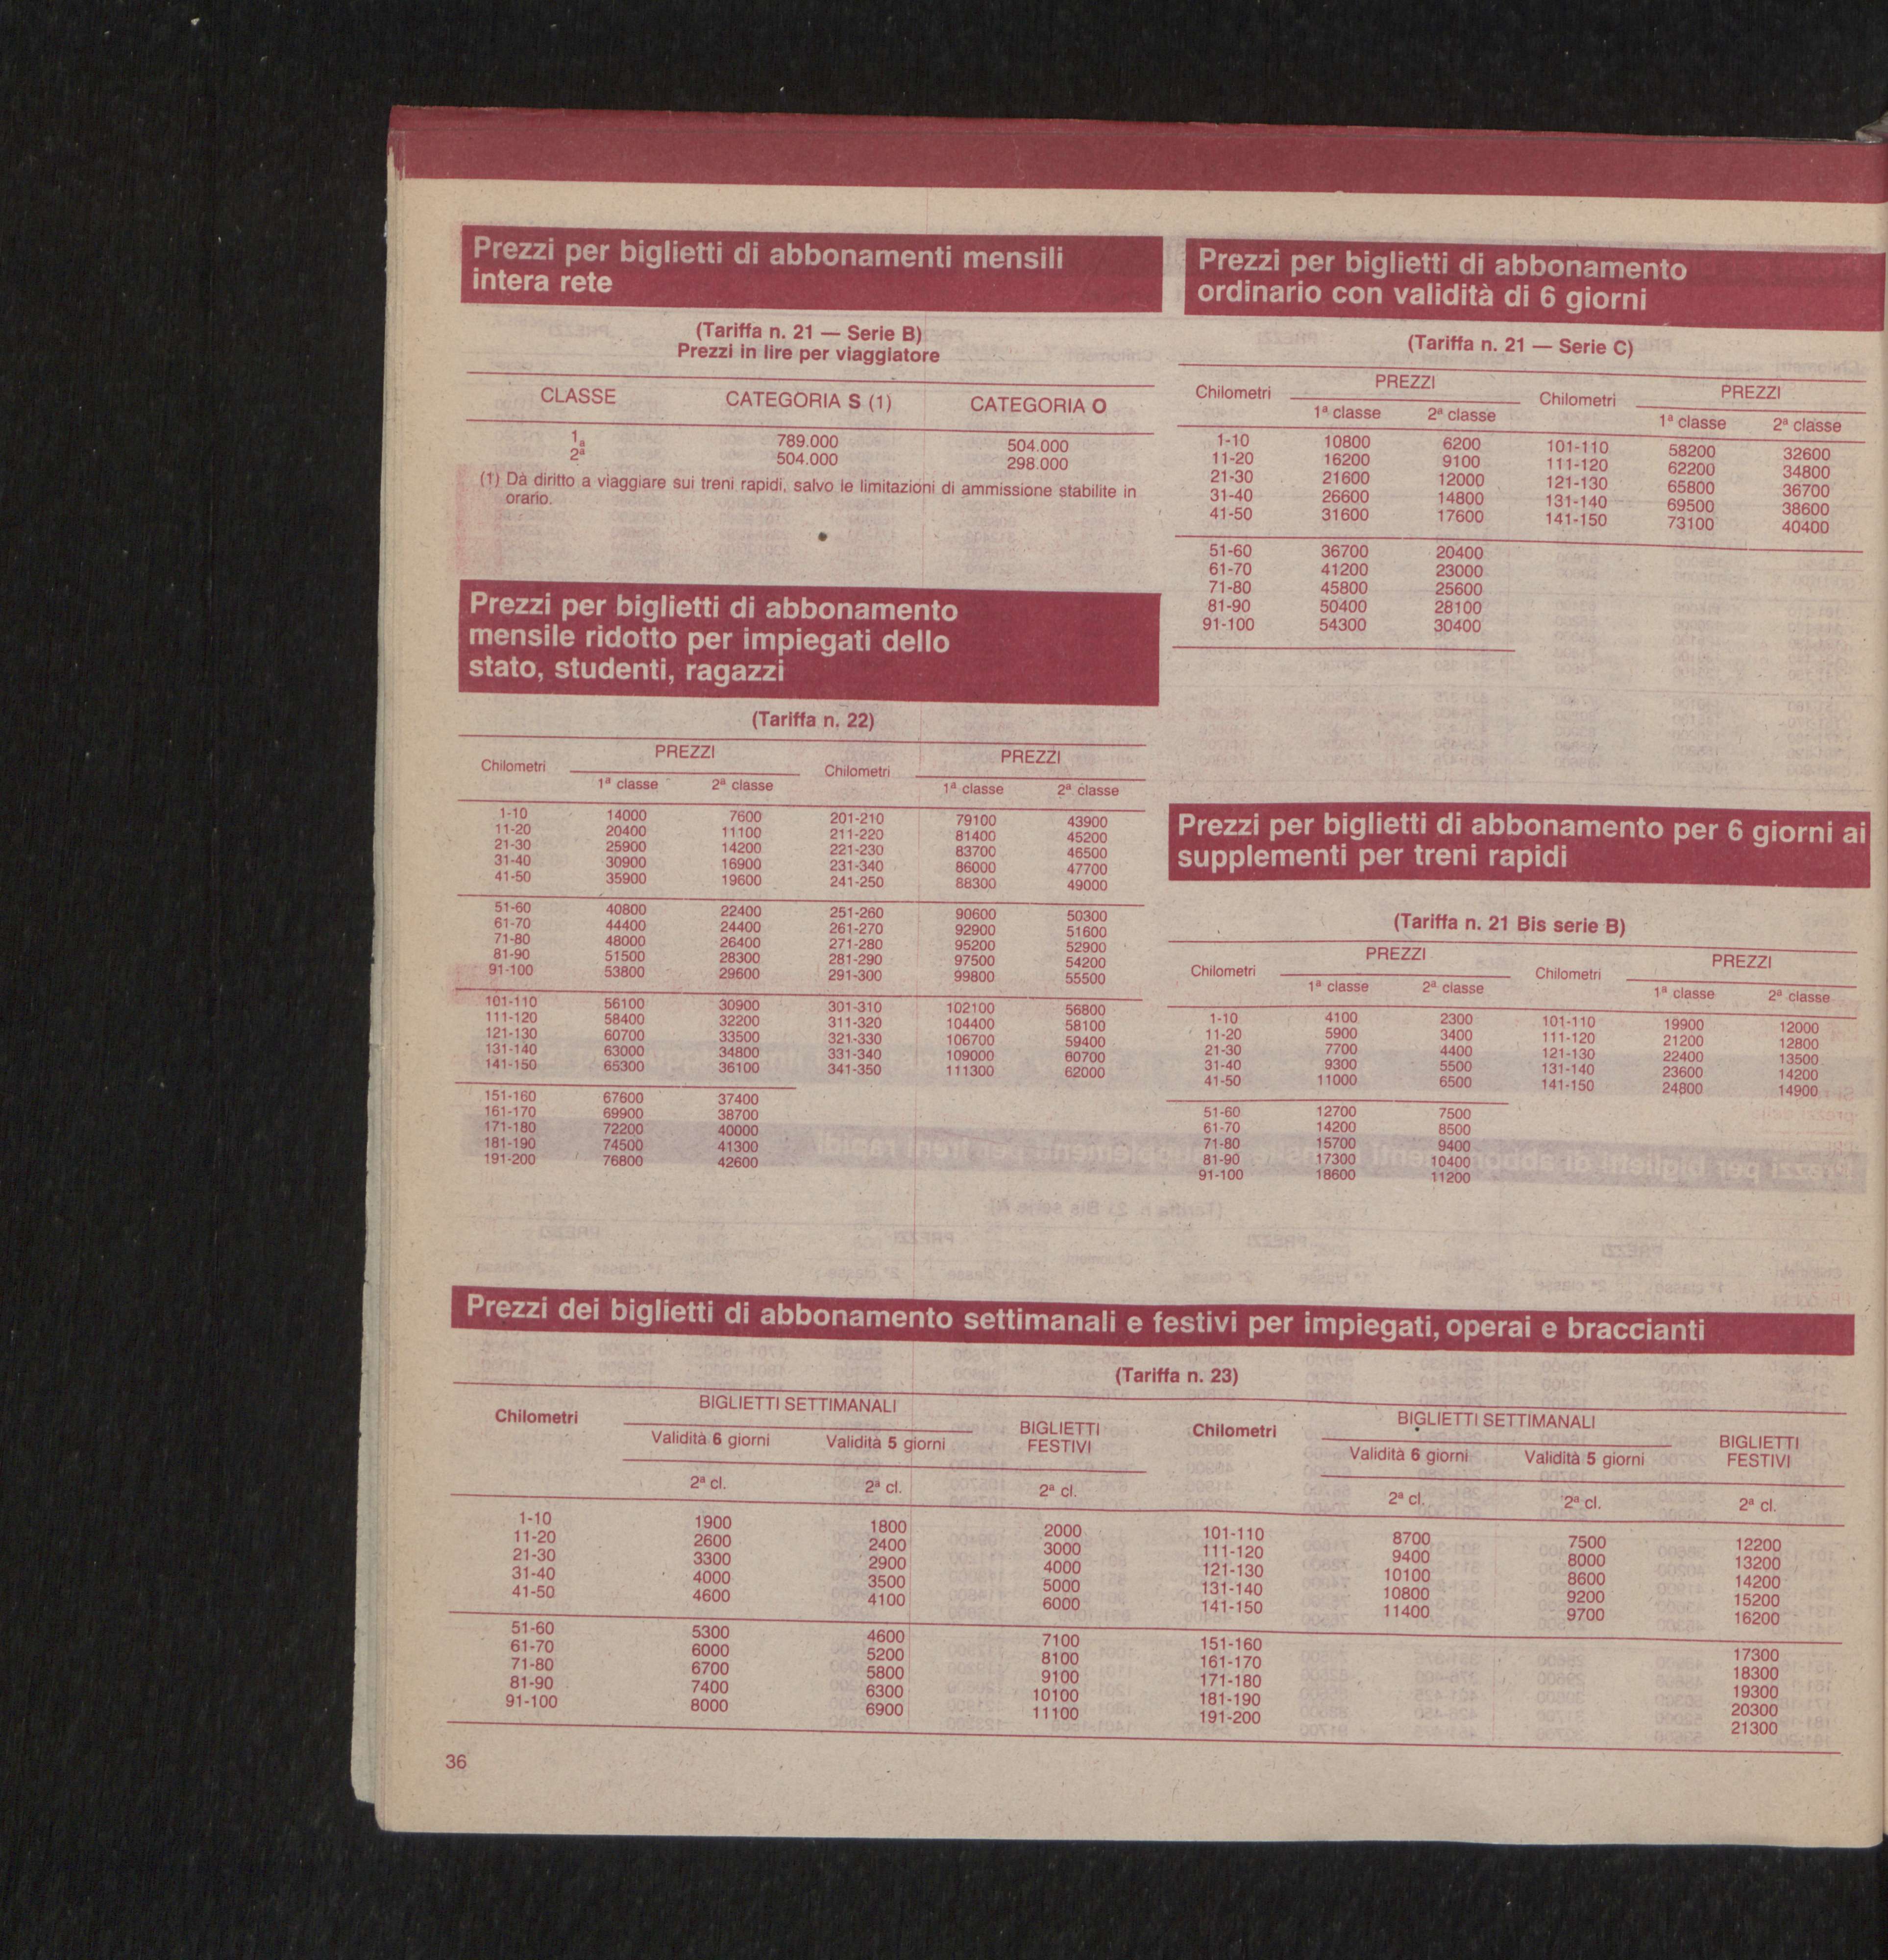 Prezzi per biglietti di abbonamenti mensili
intera rete
(Tariffa n. 21 — Serie B)
Prezzi in lire per viaggiatore
CLASSE CATEGORIA S (1) CATEGORIA O
1a 789.000 504.000
2a 504.000 298.000
(1) Dà diritto a viaggiare sui treni rapidi, salvo le limitazioni di ammissione stabilite in
orario.
Prezzi per biglietti di abbonamento
mensile ridotto per impiegati dello
stato, studenti, ragazzi
(Tariffa n. 22)
Chilometri PREZZI Chilometri PREZZI
1ª classe 2ª classe 1ª classe 2ª classe
1-10 14000 7600 201-210 79100 43900
11-20 20400 11100 211-220 81400 45200
21-30 25900 14200 221-230 83700 46500
31-40 30900 16900 231-340 86000 47700
41-50 35900 19600 241-250 88300 49000
51-60 40800 22400 251-260 90600 50300
61-70 44400 24400 261-270 92900 51600
71-80 48000 26400 271-280 95200 52900
81-90 51500 28300 281-290 97500 54200
91-100 53800 29600 291-300 99800 55500
101-110 56100 30900 301-310 102100 56800
111-120 58400 32200 311-320 104400 58100
121-130 60700 33500 321-330 106700 59400
131-140 63000 34800 331-340 109000 60700
141-150 65300 36100 341-350 111300 62000
151-160 67600 37400
161-170 69900 38700
171-180 72200 40000
181-190 74500 41300
191-200 76800 42600
Prezzi per biglietti di abbonamento
ordinario con validità di 6 giorni
(Tariffa n. 21 — Serie C)
Chilometri PREZZI Chilometri PREZZI
1ª classe 2ª classe 1ª classe 2ª classe
1-10 10800 6200 101-110 58200 32600
11-20 16200 9100 111-120 62200 34800
21-30 21600 12000 121-130 65800 36700
31-40 26600 14800 131-140 69500 38600
41-50 31600 17600 141-150 73100 40400
51-60 36700 20400
61-70 41200 23000
71-80 45800 25600
81-90 50400 28100
91-100 54300 30400
Prezzi per biglietti di abbonamento per 6 giorni ai
supplementi per treni rapidi
(Tariffa n. 21 Bis serie B)
Chilometri PREZZI Chilometri PREZZI
1ª classe 2ª classe 1ª classe 2ª classe
1-10 4100 2300 101-110 19900 12000
11-20 5900 3400 111-120 21200 12800
21-30 7700 4400 121-130 22400 13500
31-40 9300 5500 131-140 23600 14200
41-50 11000 6500 141-150 24800 14900
51-60 12700 7500
61-70 14200 8500
71-80 15700 9400
81-90 17300 10400
91-100 18600 11200
Prezzi dei biglietti di abbonamento settimanali e festivi per impiegati, operai e braccianti
(Tariffa n. 23)
Chilometri BIGLIETTI SETTIMANALI BIGLIETTI FESTIVI Chilometri BIGLIETTI SETTIMANALI BIGLIETTI FESTIVI
Validità 6 giorni Validità 5 giorni Validità 6 giorni Validità 5 giorni
2ª cl. 2ª cl. 2ª cl. 2ª cl. 2ª cl. 2ª cl.
1-10 1900 1800 2000 101-110 8700 7500 12200
11-20 2600 2400 3000 111-120 9400 8000 13200
21-30 3300 2900 4000 121-130 10100 8600 14200
31-40 4000 3500 5000 131-140 10800 9200 15200
41-50 4600 4100 6000 141-150 11400 9700 16200
51-60 5300 4600 7100 151-160 17300
61-70 6000 5200 8100 161-170 18300
71-80 6700 5800 9100 171-180 19300
81-90 7400 6300 10100 181-190 20300
91-100 8000 6900 11100 191-200 21300
36